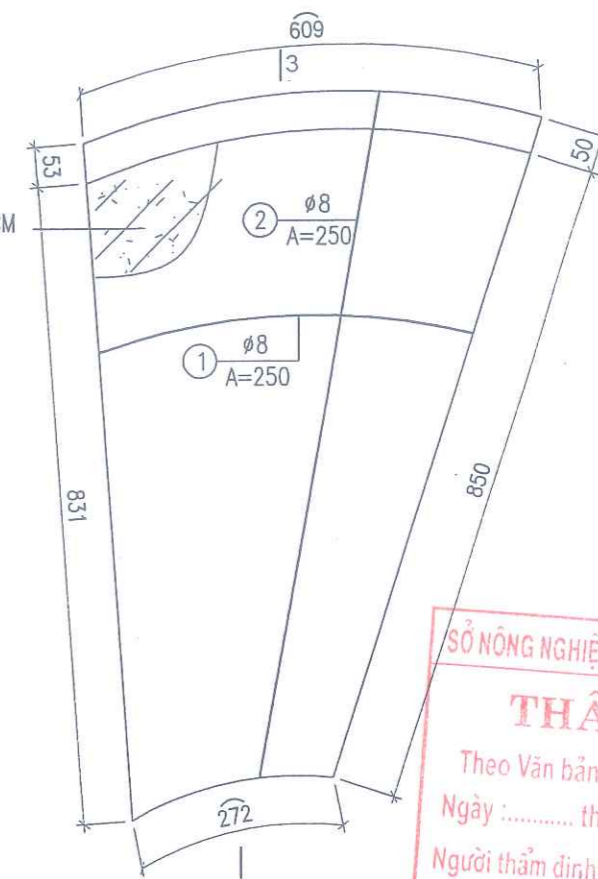 609
3
50
53
② ø8
A=250
① ø8
A=250
850
831
272
SỞ NÔNG NGHIỆ
THẨ
Theo Văn bản
Ngày :........... th
Người thẩm định